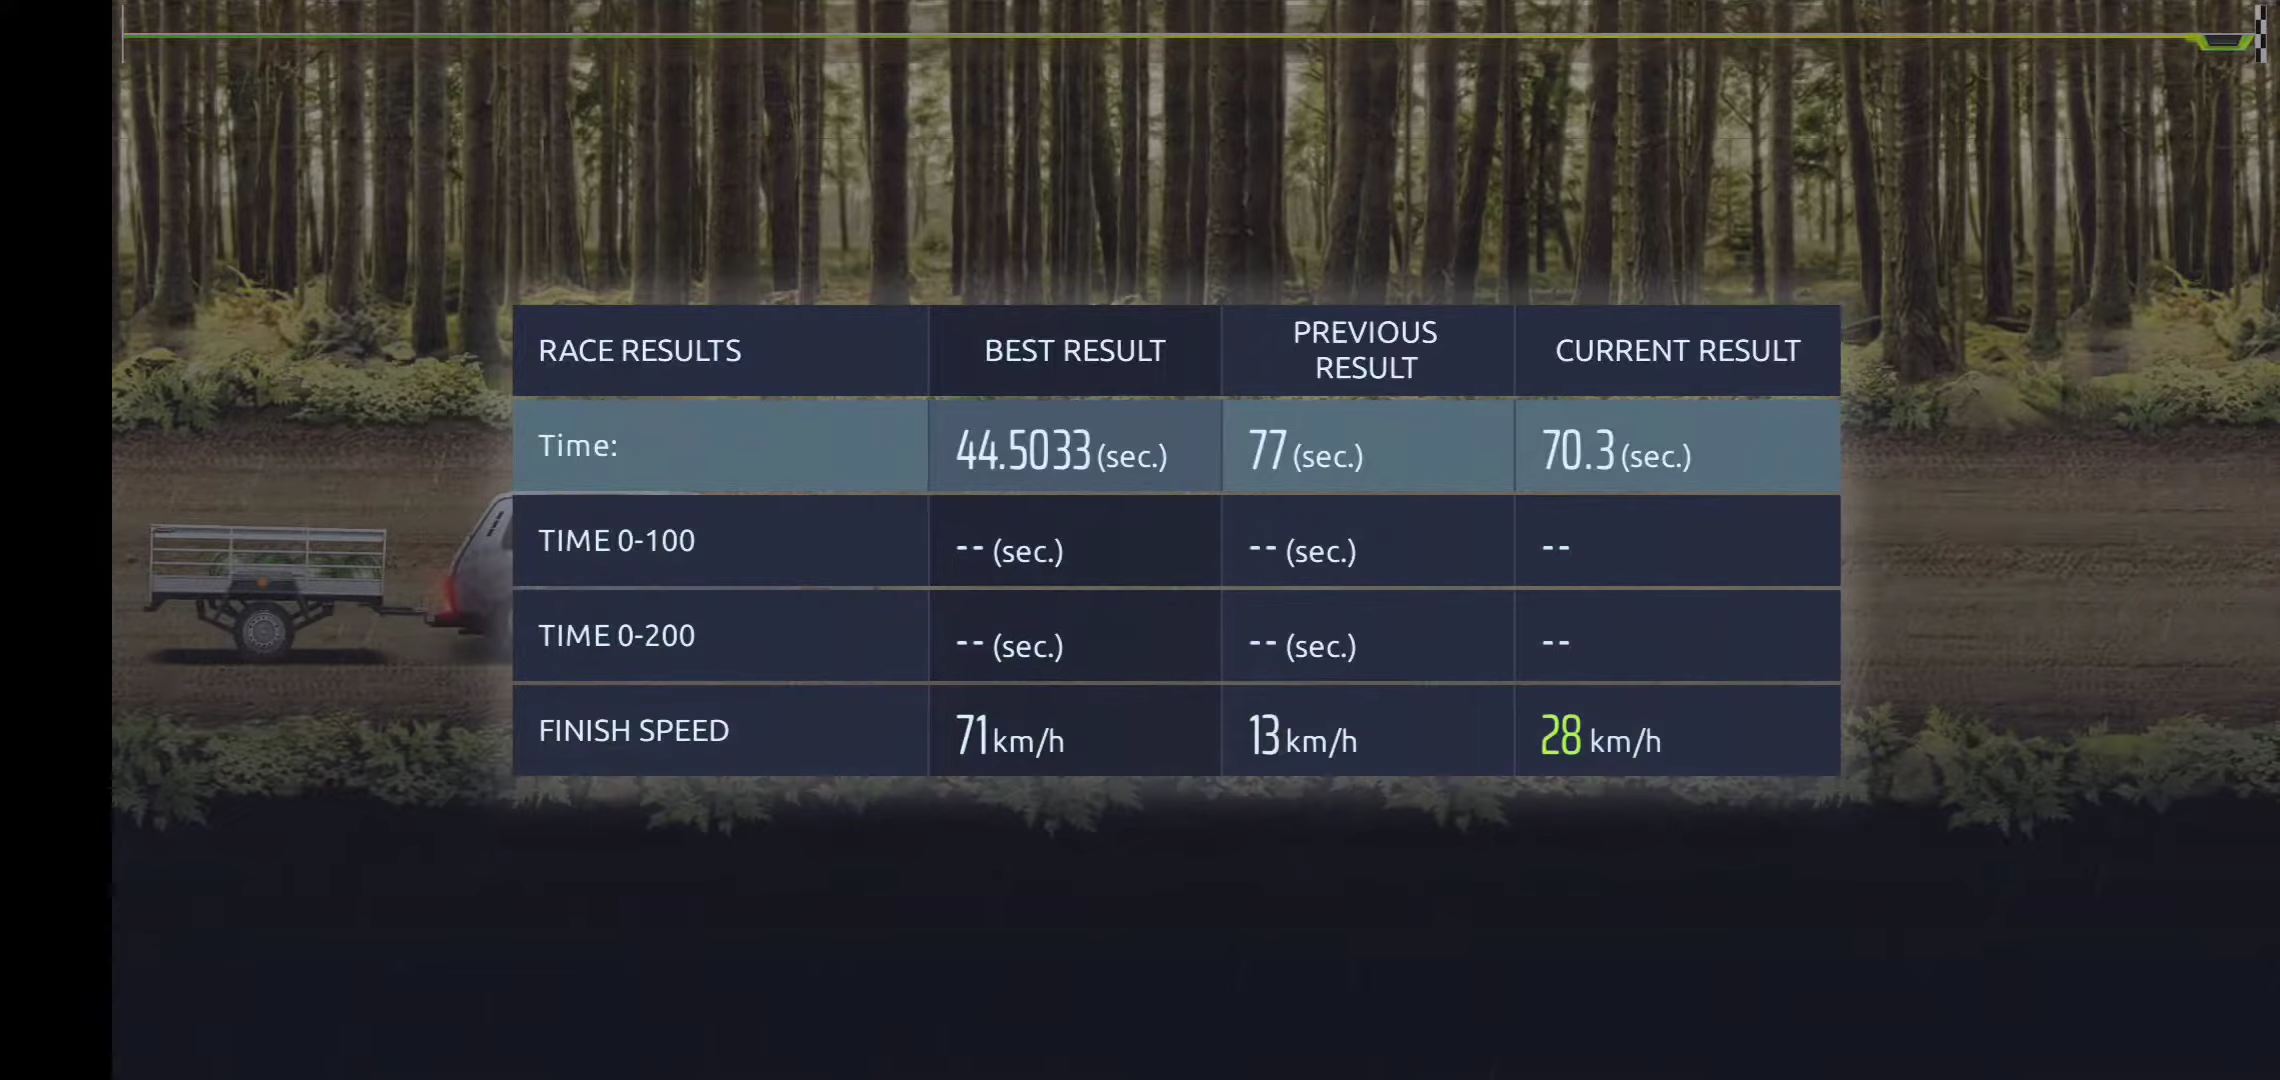 RACE RESULTS BEST RESULT PREVIOUS RESULT CURRENT RESULT
Time: 44.5033 (sec.) 77 (sec.) 70.3 (sec.)
TIME 0-100 -- (sec.) -- (sec.) --
TIME 0-200 -- (sec.) -- (sec.) --
FINISH SPEED 71 km/h 13 km/h 28 km/h